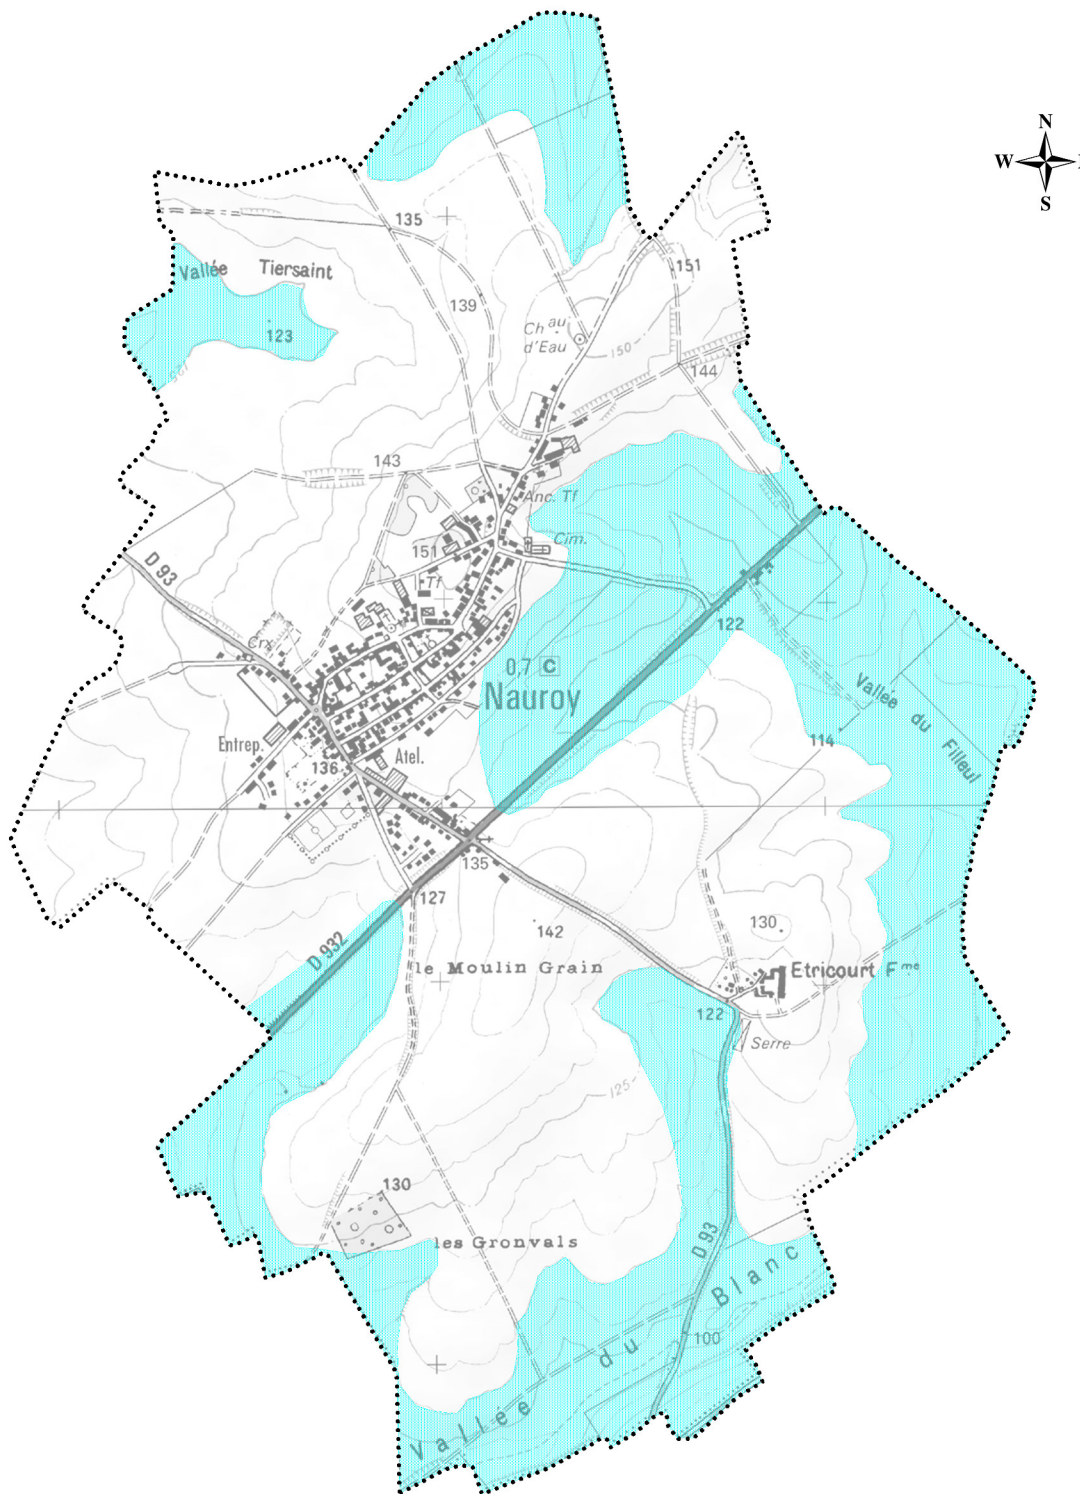 N
W
S
135
Vallée Tiersaint
151
139
Ch au
d'Eau
150
123
125
144
143
Anc. Tf
Cim.
151
D 93
Tf
122
Crx
0,7 C
Nauroy
Vallée du Filleul
Entrep.
114
Atel.
136
135
127
130
142
D 932
le Moulin Grain
Etricourt Fme
122
Serre
125
130
les Gronvals
D 93
Vallée du Blanc
100